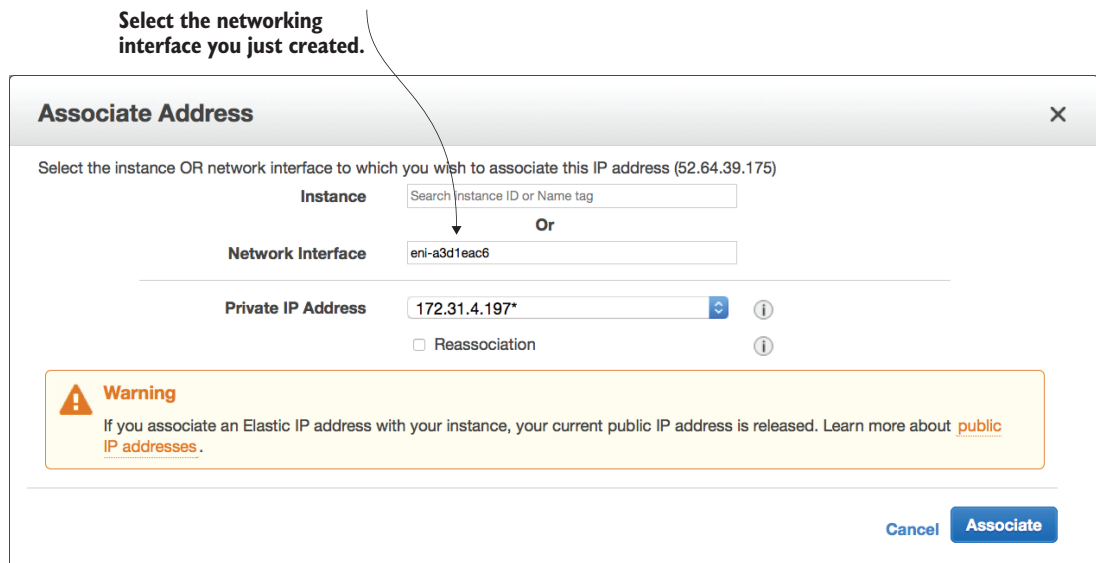 Select the networking
interface you just created.
Associate Address
Select the instance OR network interface to which you wish to associate this IP address (52.64.39.175)
Instance
Search instance ID or Name tag
Or
Network Interface
eni-a3d1eac6
Private IP Address
172.31.4.197*
Reassociation
Warning
If you associate an Elastic IP address with your instance, your current public IP address is released. Learn more about public
IP addresses.
Cancel
Associate